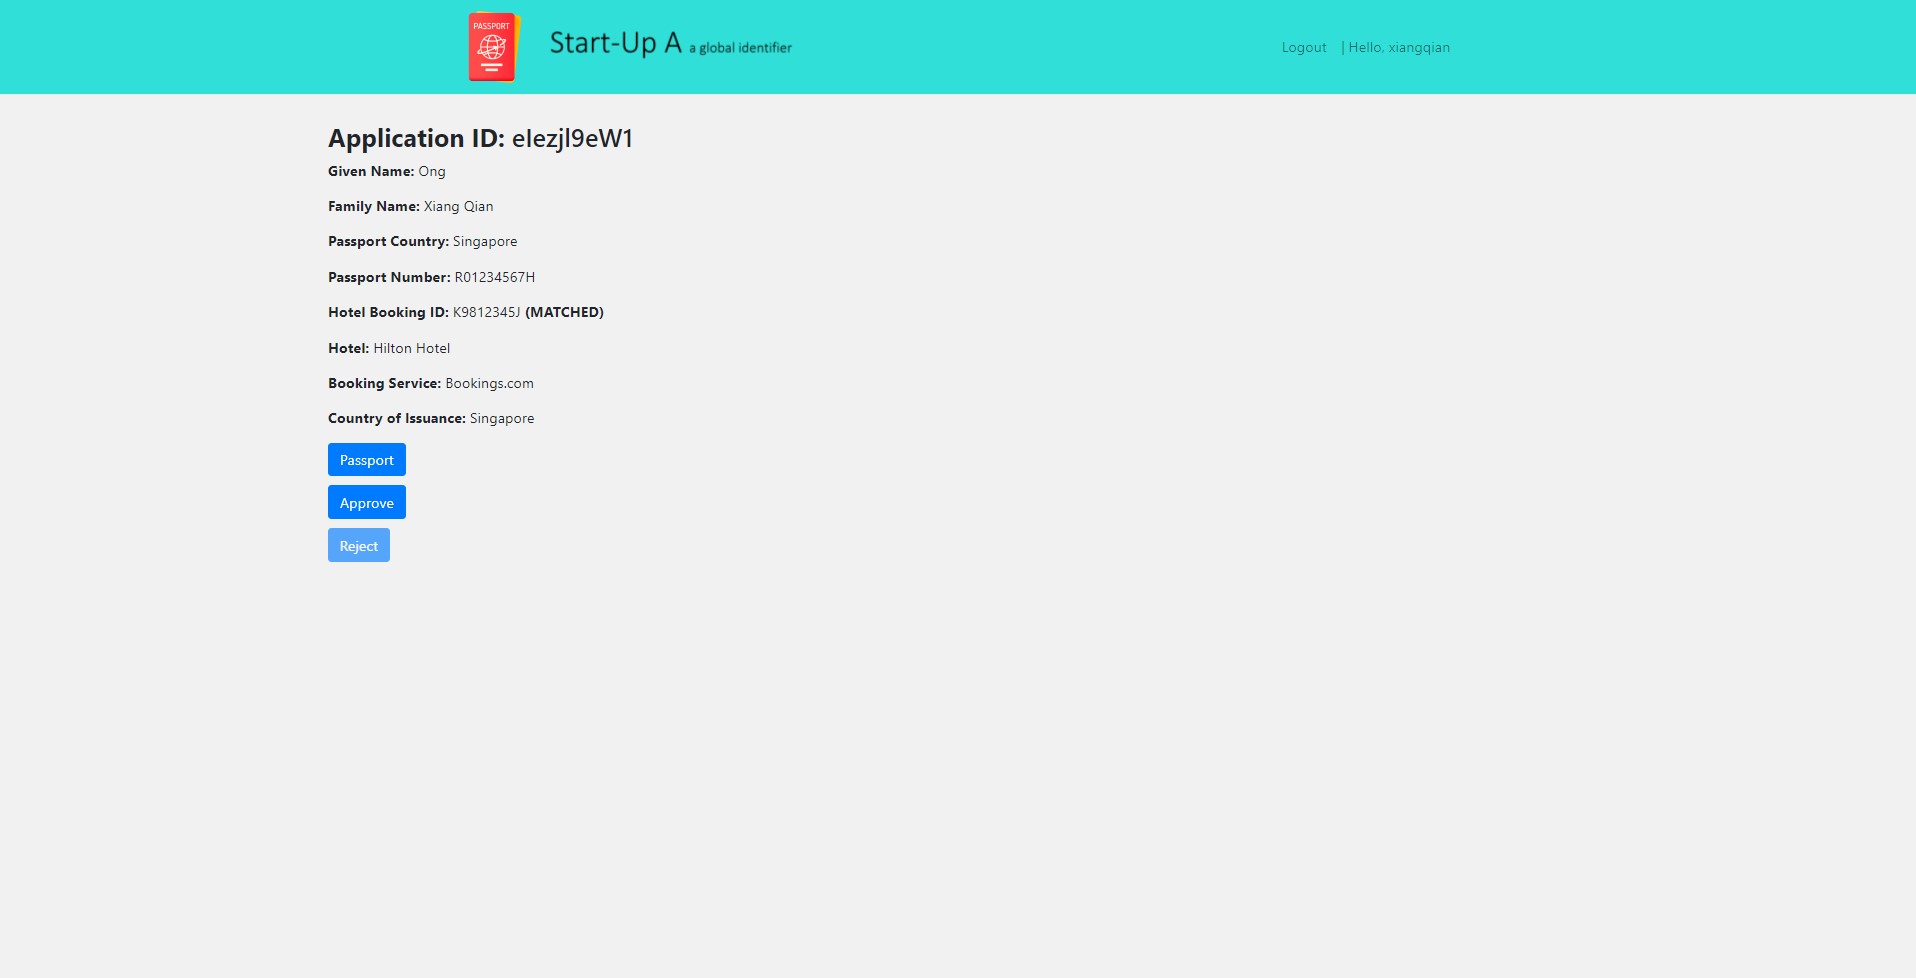 PASSPORT
Start-Up A a global identifier
Logout | Hello, xiangqian
Application ID: eIezjl9eW1
Given Name: Ong
Family Name: Xiang Qian
Passport Country: Singapore
Passport Number: R01234567H
Hotel Booking ID: K9812345J (MATCHED)
Hotel: Hilton Hotel
Booking Service: Bookings.com
Country of Issuance: Singapore
Passport
Approve
Reject